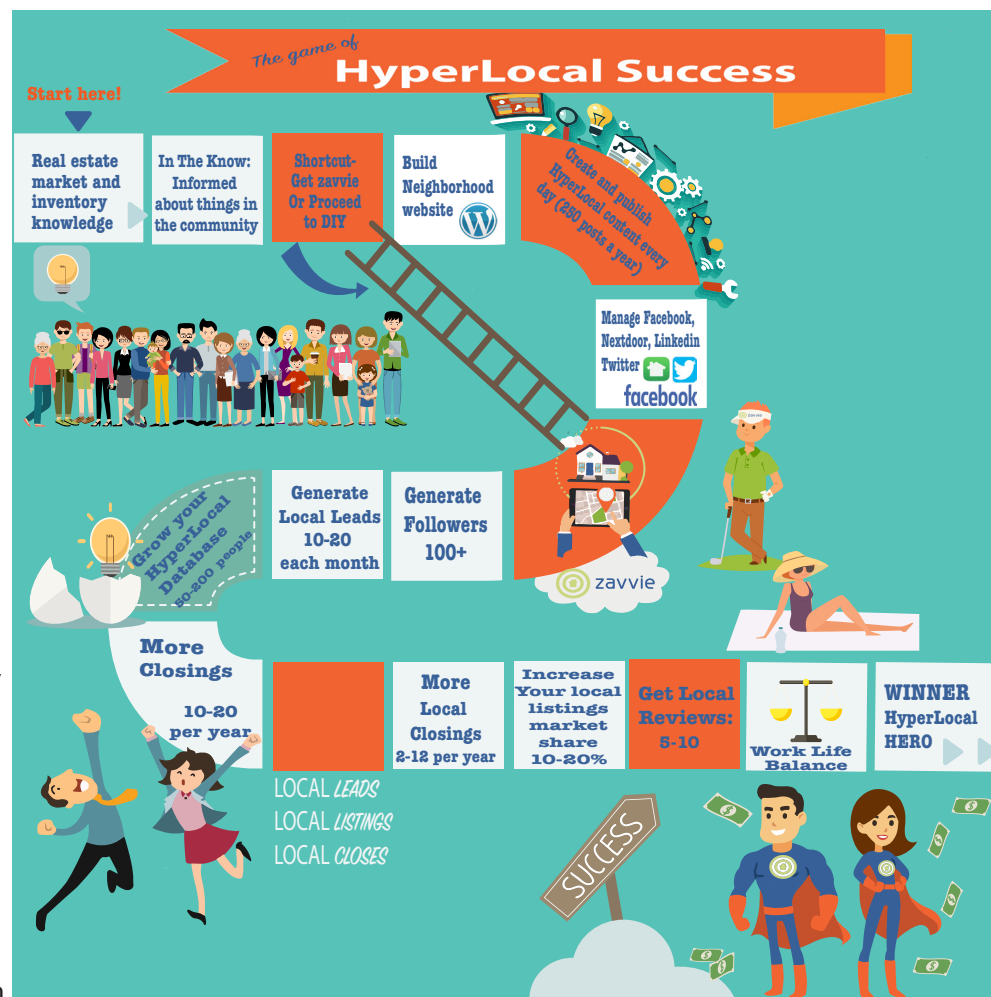 The game of
HyperLocal Success
Start here!
Real estate
market and
inventory
knowledge
In The Know:
Informed
about things in
the community
Shortcut-
Get zavvie
Or Proceed
to DIY
Build
Neighborhood
website
Create and publish
HyperLocal content every
day (250 posts a year)
Manage Facebook,
Nextdoor, Linkedin
Twitter
facebook
zavvie
zavvie
Generate
Followers
100+
Generate
Local Leads
10-20
each month
Grow your
HyperLocal
Database
50-200 people
More
Closings
10-20
per year
LOCAL LEADS
LOCAL LISTINGS
LOCAL CLOSES
More
Local
Closings
2-12 per year
Increase
Your local
listings
market
share
10-20%
Get Local
Reviews:
5-10
Work Life
Balance
WINNER
HyperLocal
HERO
SUCCESS